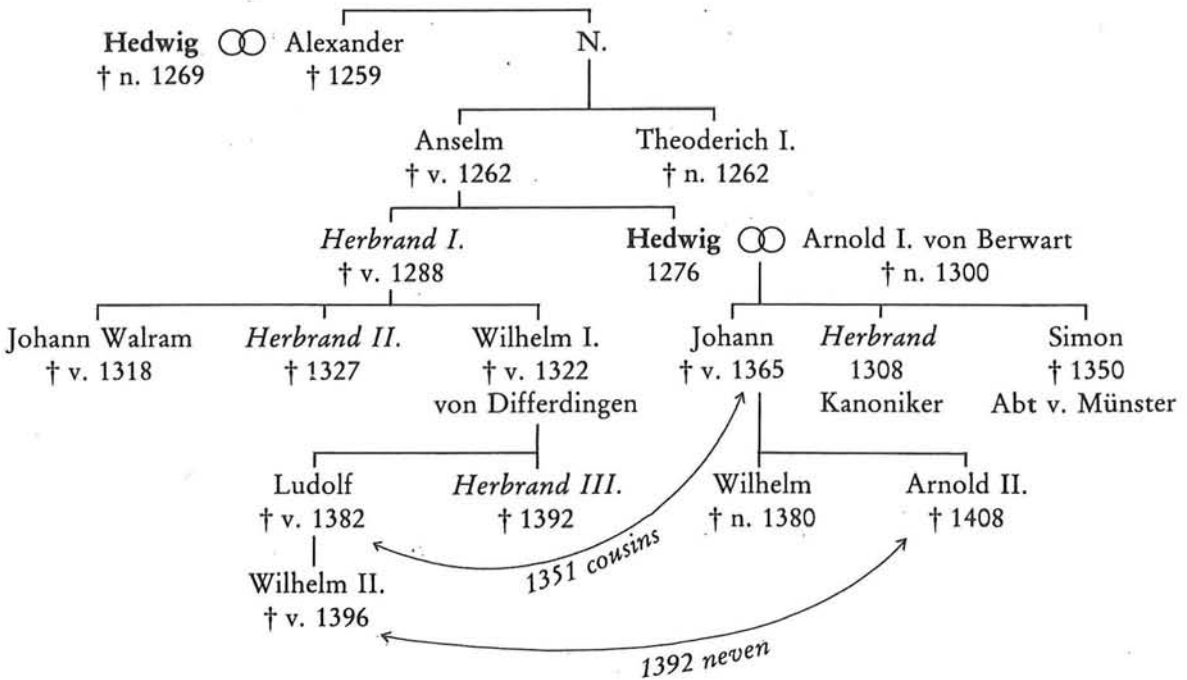 Hedwig Alexander N.
† n. 1269 † 1259
Anselm Theoderich I.
† v. 1262 † n. 1262
Herbrand I. Hedwig Arnold I. von Berwart
† v. 1288 1276 † n. 1300
Johann Walram Herbrand II. Wilhelm I. Johann Herbrand Simon
† v. 1318 † 1327 † v. 1322 † v. 1365 1308 † 1350
von Differdingen Kanoniker Abt v. Münster
Ludolf Herbrand III. Wilhelm Arnold II.
† v. 1382 † 1392 † n. 1380 † 1408
1351 cousins
Wilhelm II.
† v. 1396
1392 neven